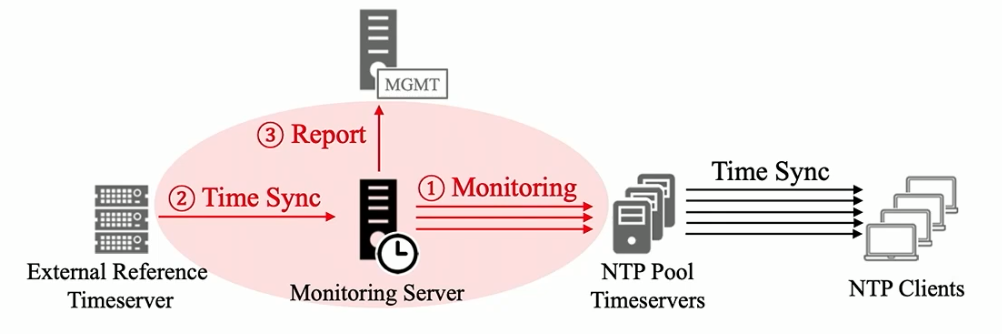 MGMT
③ Report
② Time Sync
① Monitoring
Time Sync
External Reference
Timeserver
Monitoring Server
NTP Pool
Timeservers
NTP Clients